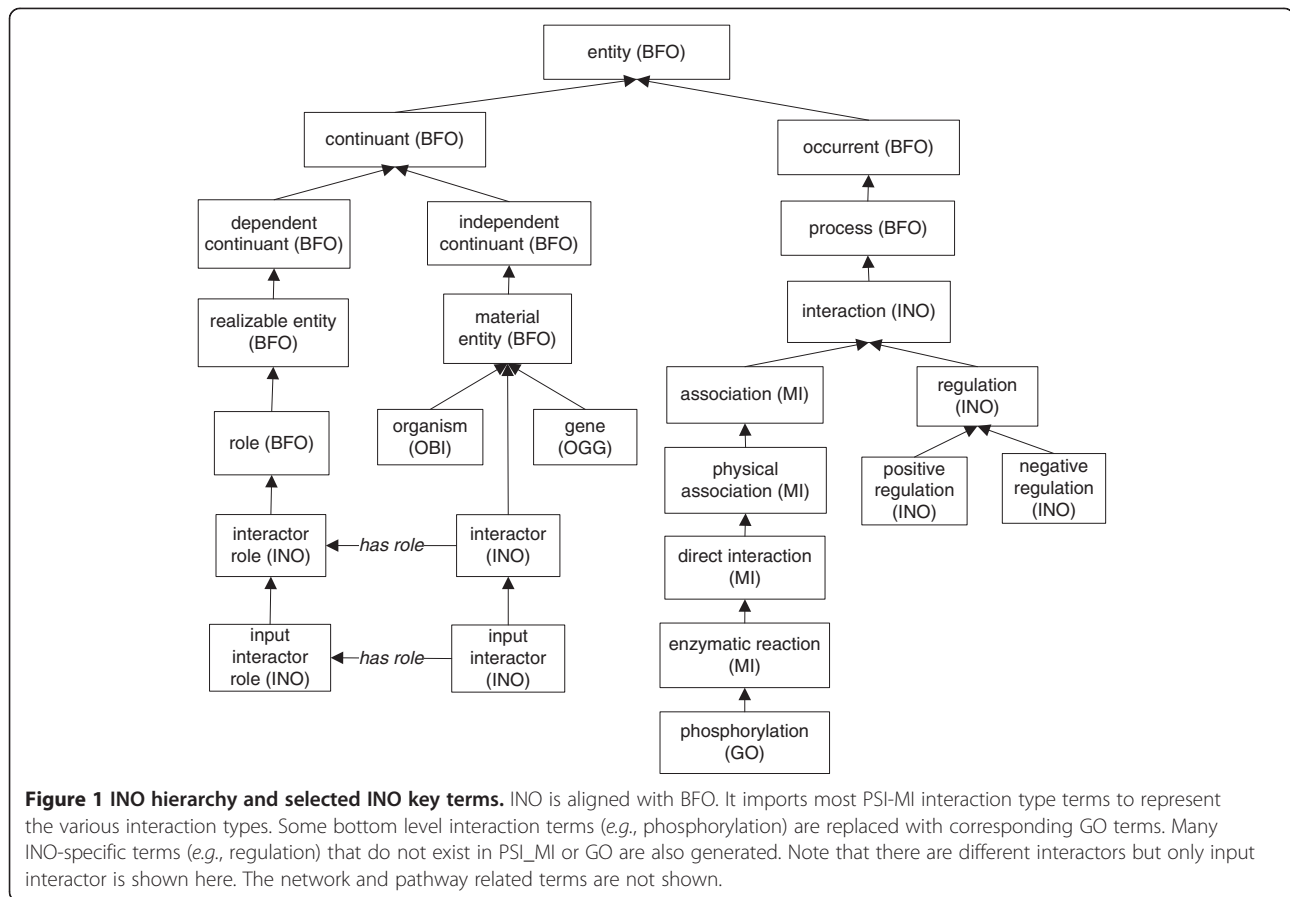 entity (BFO)
continuant (BFO)
occurrent (BFO)
dependent
continuant (BFO)
independent
continuant (BFO)
process (BFO)
realizable entity
(BFO)
material
entity (BFO)
interaction (INO)
role (BFO)
organism
(OBI)
gene
(OGG)
association (MI)
regulation
(INO)
physical
association (MI)
positive
regulation
(INO)
negative
regulation
(INO)
interactor
role (INO)
has role
interactor
(INO)
direct interaction
(MI)
input
interactor
role (INO)
has role
input
interactor
(INO)
enzymatic reaction
(MI)
phosphorylation
(GO)
Figure 1 INO hierarchy and selected INO key terms. INO is aligned with BFO. It imports most PSI-MI interaction type terms to represent
the various interaction types. Some bottom level interaction terms (e.g., phosphorylation) are replaced with corresponding GO terms. Many
INO-specific terms (e.g., regulation) that do not exist in PSI_MI or GO are also generated. Note that there are different interactors but only input
interactor is shown here. The network and pathway related terms are not shown.